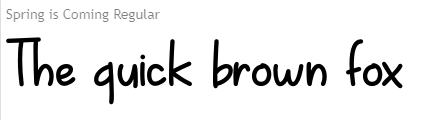 Spring is Coming Regular
The quick brown fox